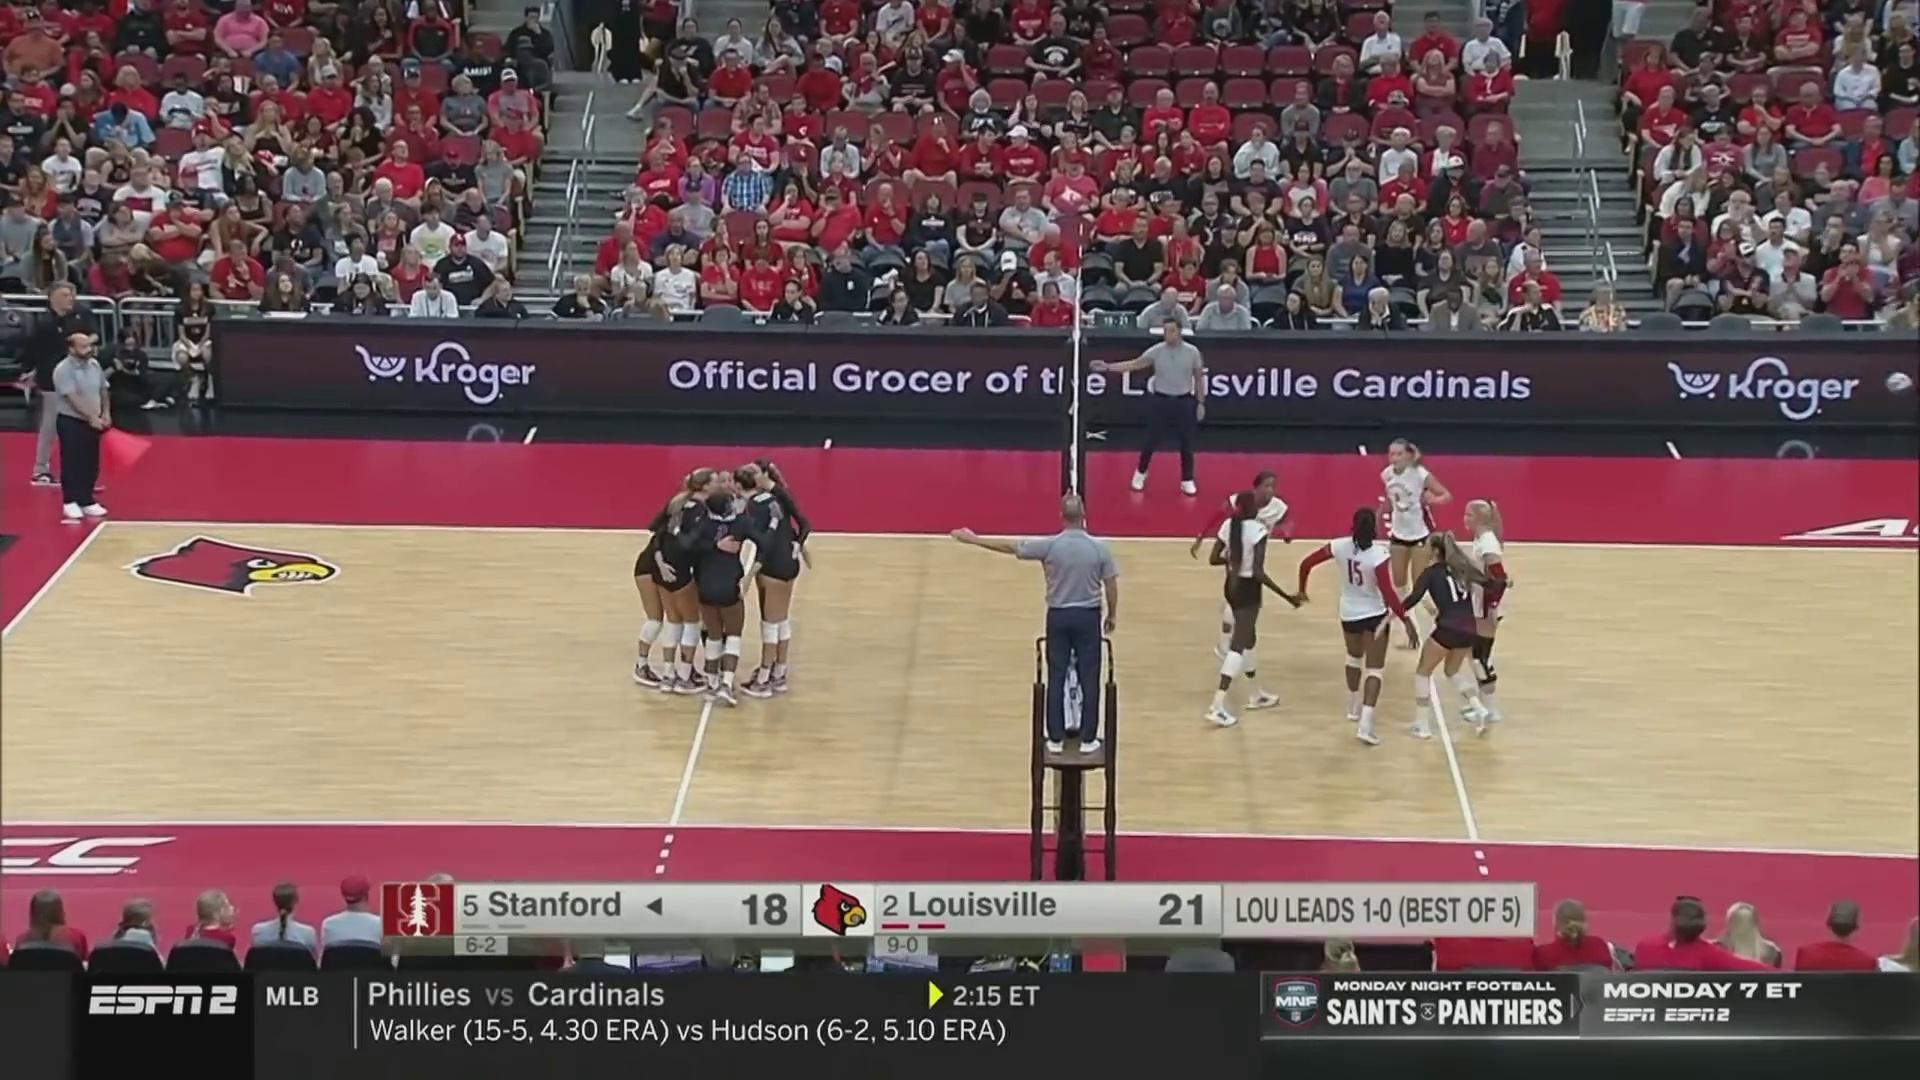 Kroger
Official Grocer of the Louisville Cardinals
Kroger
15
5 Stanford 18
6-2
2 Louisville 21
9-0
LOU LEADS 1-0 (BEST OF 5)
ESPN2
MLB
Phillies vs Cardinals 2:15 ET
Walker (15-5, 4.30 ERA) vs Hudson (6-2, 5.10 ERA)
MNF
MONDAY NIGHT FOOTBALL
SAINTS PANTHERS
MONDAY 7 ET
ESPN ESPN2